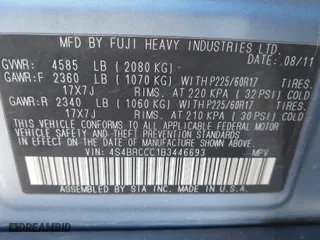 MFD BY FUJI HEAVY INDUSTRIES LTD.
DATE: 08/11
GVWR: 4585 LB (2080 KG)
GAWR:F 2360 LB (1070 KG) WITH P225/60R17 TIRES.
17X7J RIMS. AT 220 KPA ( 32 PSI) COLD
GAWR:R 2340 LB (1060 KG) WITH P225/60R17 TIRES.
17X7J RIMS. AT 210 KPA ( 30 PSI) COLD
THIS VEHICLE CONFORMS TO ALL APPLICABLE FEDERAL MOTOR
VEHICLE SAFETY, BUMPER, AND THEFT PREVENTION STANDARDS
IN EFFECT ON THE DATE OF MANUFACTURE SHOWN ABOVE.
VIN: 4S4BRCCC1B3446693 MPV
ASSEMBLED BY SIA INC. MADE IN U.S.A.